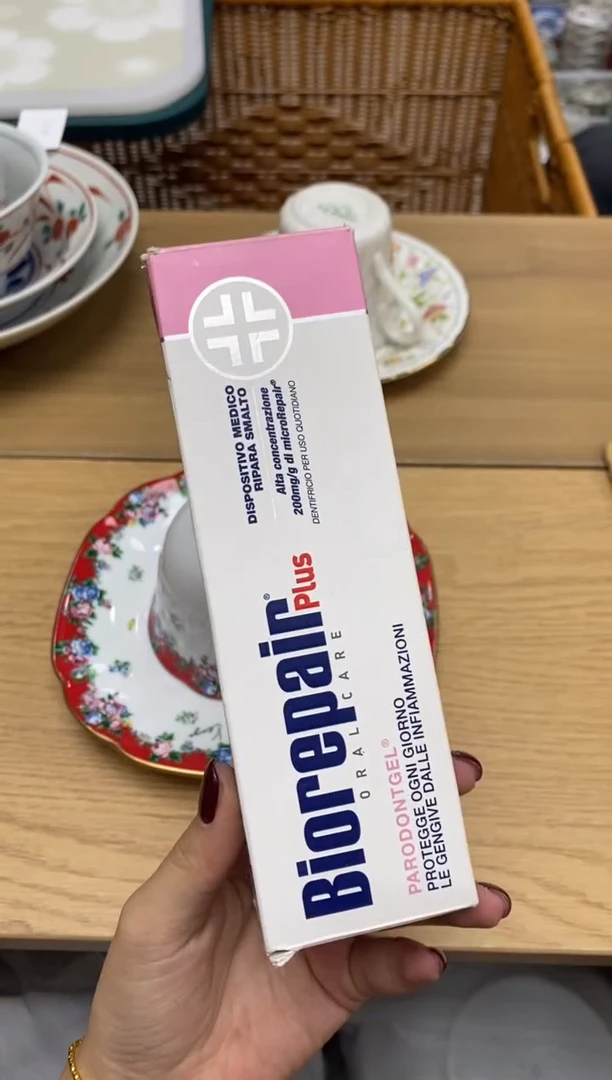 DISPOSITIVO MEDICO
RIPARA SMALTO
Alta concentrazione
200mg/g di microRepair®
DENTIFRICIO PER USO QUOTIDIANO
Biorepair® Plus
ORAL CARE
PARODONTGEL®
PROTEGGE OGNI GIORNO
LE GENGIVE DALLE INFIAMMAZIONI